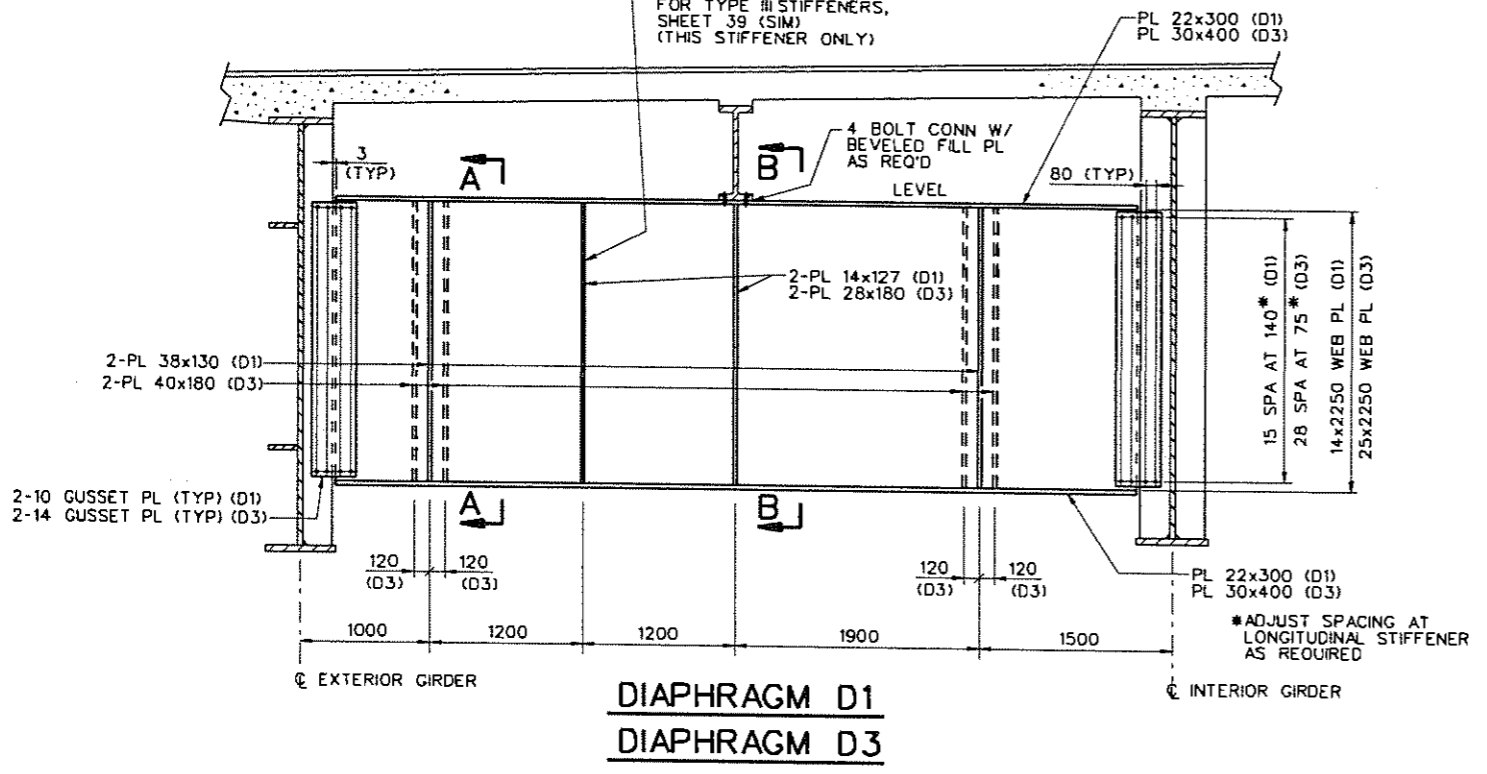 FOR TYPE III STIFFENERS,
SHEET 39 (SIM)
(THIS STIFFENER ONLY)
PL 22x300 (D1)
PL 30x400 (D3)
4 BOLT CONN W/
BEVELED FILL PL
AS REQ'D
3
(TYP)
A
B
LEVEL
80 (TYP)
2-PL 14x127 (D1)
2-PL 28x180 (D3)
15 SPA AT 140* (D1)
28 SPA AT 75* (D3)
14x2250 WEB PL (D1)
25x2250 WEB PL (D3)
2-PL 38x130 (D1)
2-PL 40x180 (D3)
2-10 GUSSET PL (TYP) (D1)
2-14 GUSSET PL (TYP) (D3)
A
B
120
(D3)
120
(D3)
120
(D3)
120
(D3)
PL 22x300 (D1)
PL 30x400 (D3)
1000
1200
1200
1900
1500
*ADJUST SPACING AT
LONGITUDINAL STIFFENER
AS REQUIRED
℄ EXTERIOR GIRDER
℄ INTERIOR GIRDER
DIAPHRAGM D1
DIAPHRAGM D3